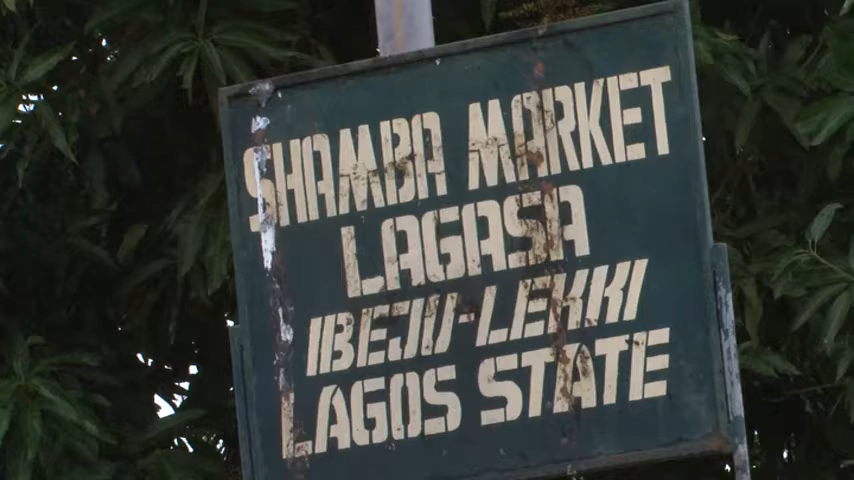 SHAMBA MARKET
LAGASA
IBEJU-LEKKI
LAGOS STATE